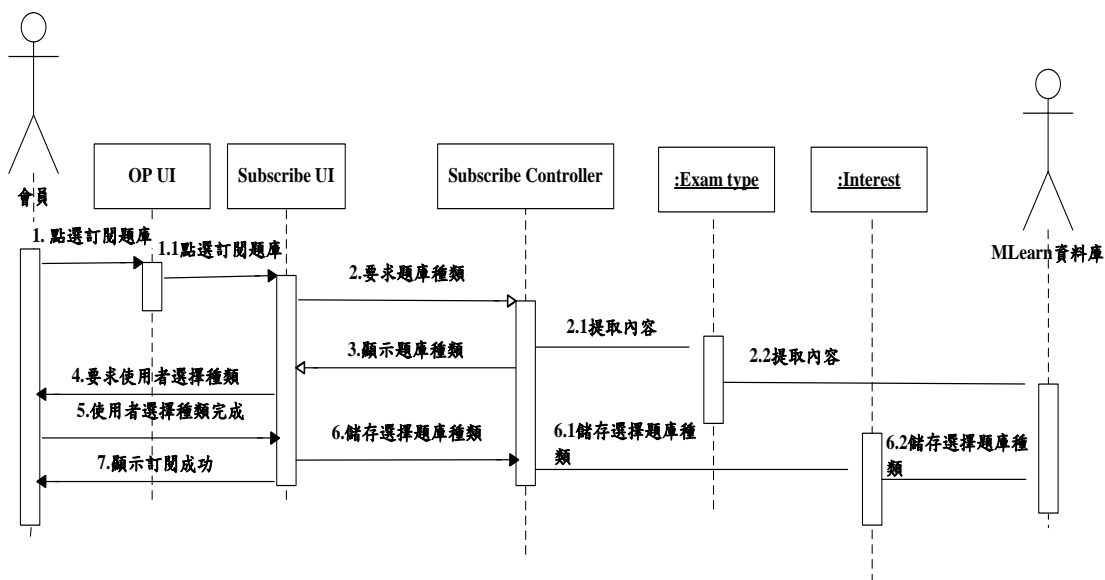 OP UI
Subscribe UI
Subscribe Controller
:Exam type
:Interest
會員
MLearn資料庫
1. 點選訂閱題庫
1.1點選訂閱題庫
2.要求題庫種類
2.1提取內容
3.顯示題庫種類
2.2提取內容
4.要求使用者選擇種類
5.使用者選擇種類完成
6.儲存選擇題庫種類
6.1儲存選擇題庫種
類
6.2儲存選擇題庫種
類
7.顯示訂閱成功